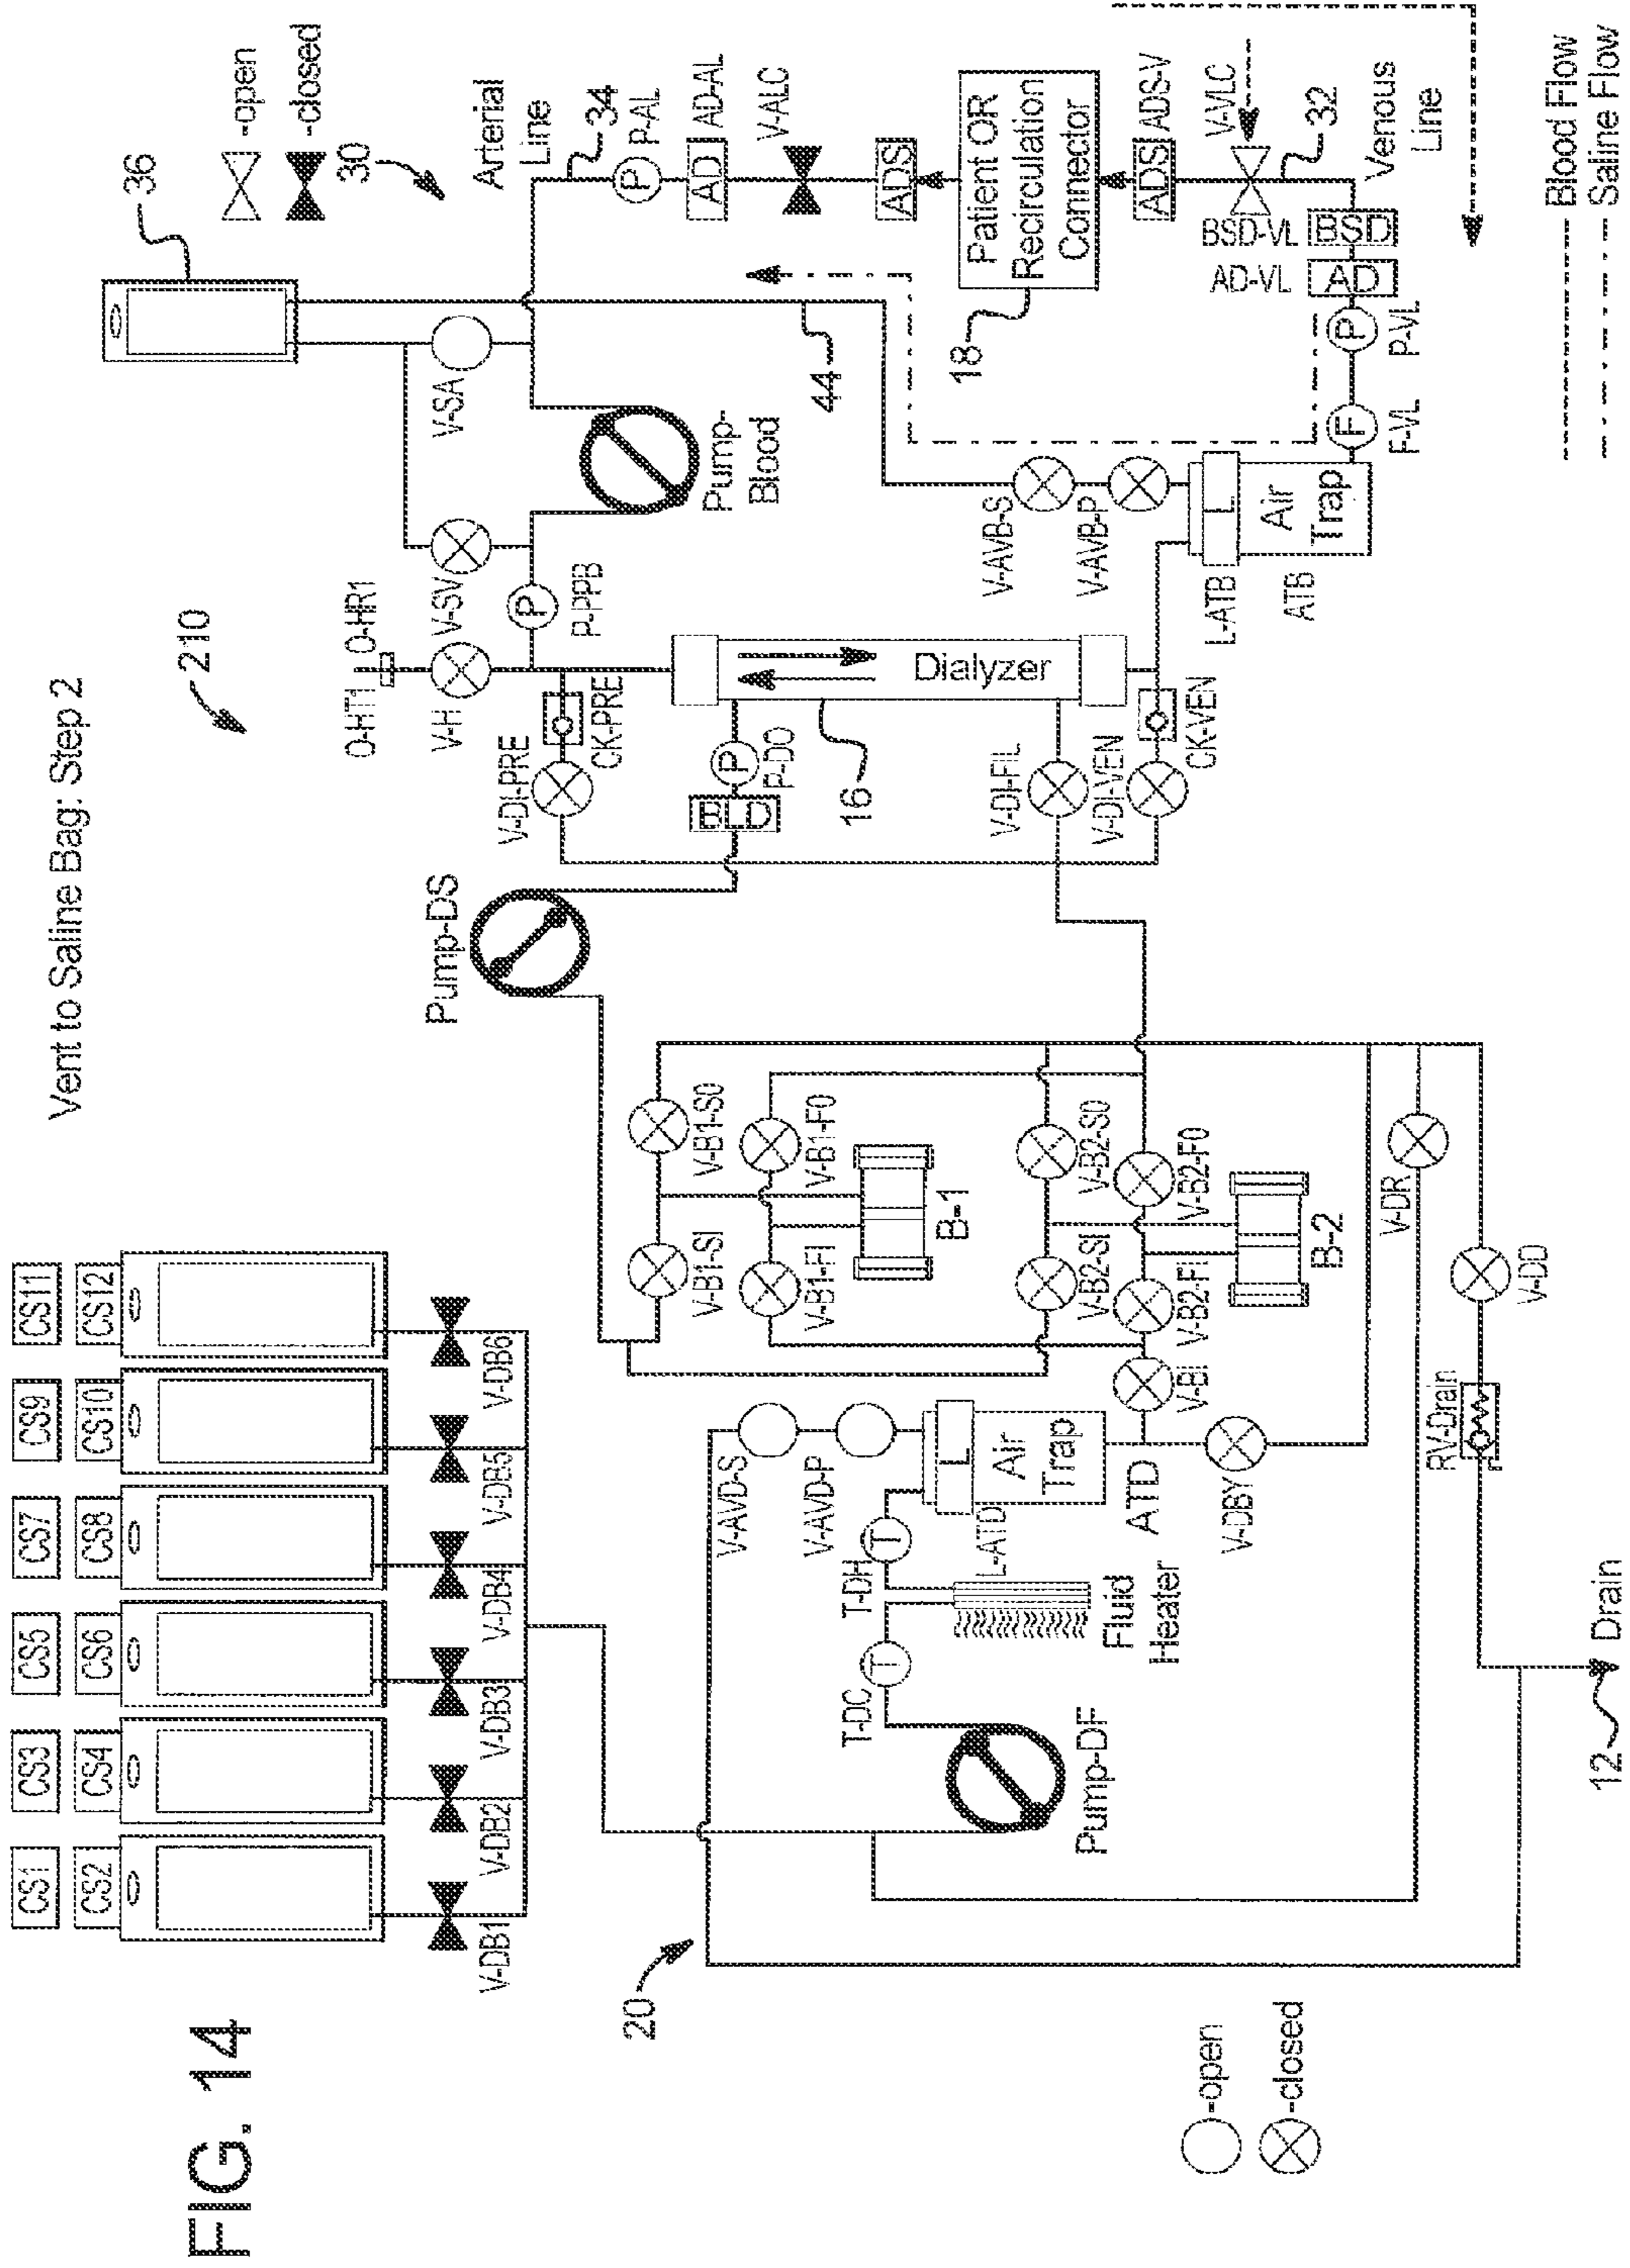 FIG. 14
Vent to Saline Bag: Step 2
210
CS1
CS2
CS3
CS4
CS5
CS6
CS7
CS8
CS9
CS10
CS11
CS12
V-DB1
V-DB2
V-DB3
V-DB4
V-DB5
V-DB6
20
Pump-DS
V-B1-SI
V-B1-S0
V-B1-FI
V-B1-F0
B-1
V-B2-SI
V-B2-S0
V-B2-FI
V-B2-F0
B-2
V-BI
V-AVD-S
V-AVD-P
L
Air
Trap
L-ATD
ATD
V-DBY
T
T-DH
T
T-DC
Fluid
Heater
Pump-DF
V-DR
V-DD
RV-Drain
12
Drain
-open
-closed
O-HT1
O-HR1
V-H
V-SV
V-SA
36
-open
-closed
30
P
P-PPB
V-DI-PRE
CK-PRE
BLD
P
P-DO
16
Dialyzer
V-DI-FIL
V-DI-VEN
CK-VEN
Pump-
Blood
44
V-AVB-S
V-AVB-P
L
L-ATB
Air
Trap
ATB
Arterial
Line
34
P
P-AL
AD
AD-AL
V-ALC
ADS
Patient OR
Recirculation
Connector
18
ADS
ADS-V
V-VLC
32
Venous
Line
BSD-VL
BSD
AD-VL
AD
P
P-VL
F
F-VL
Blood Flow
Saline Flow